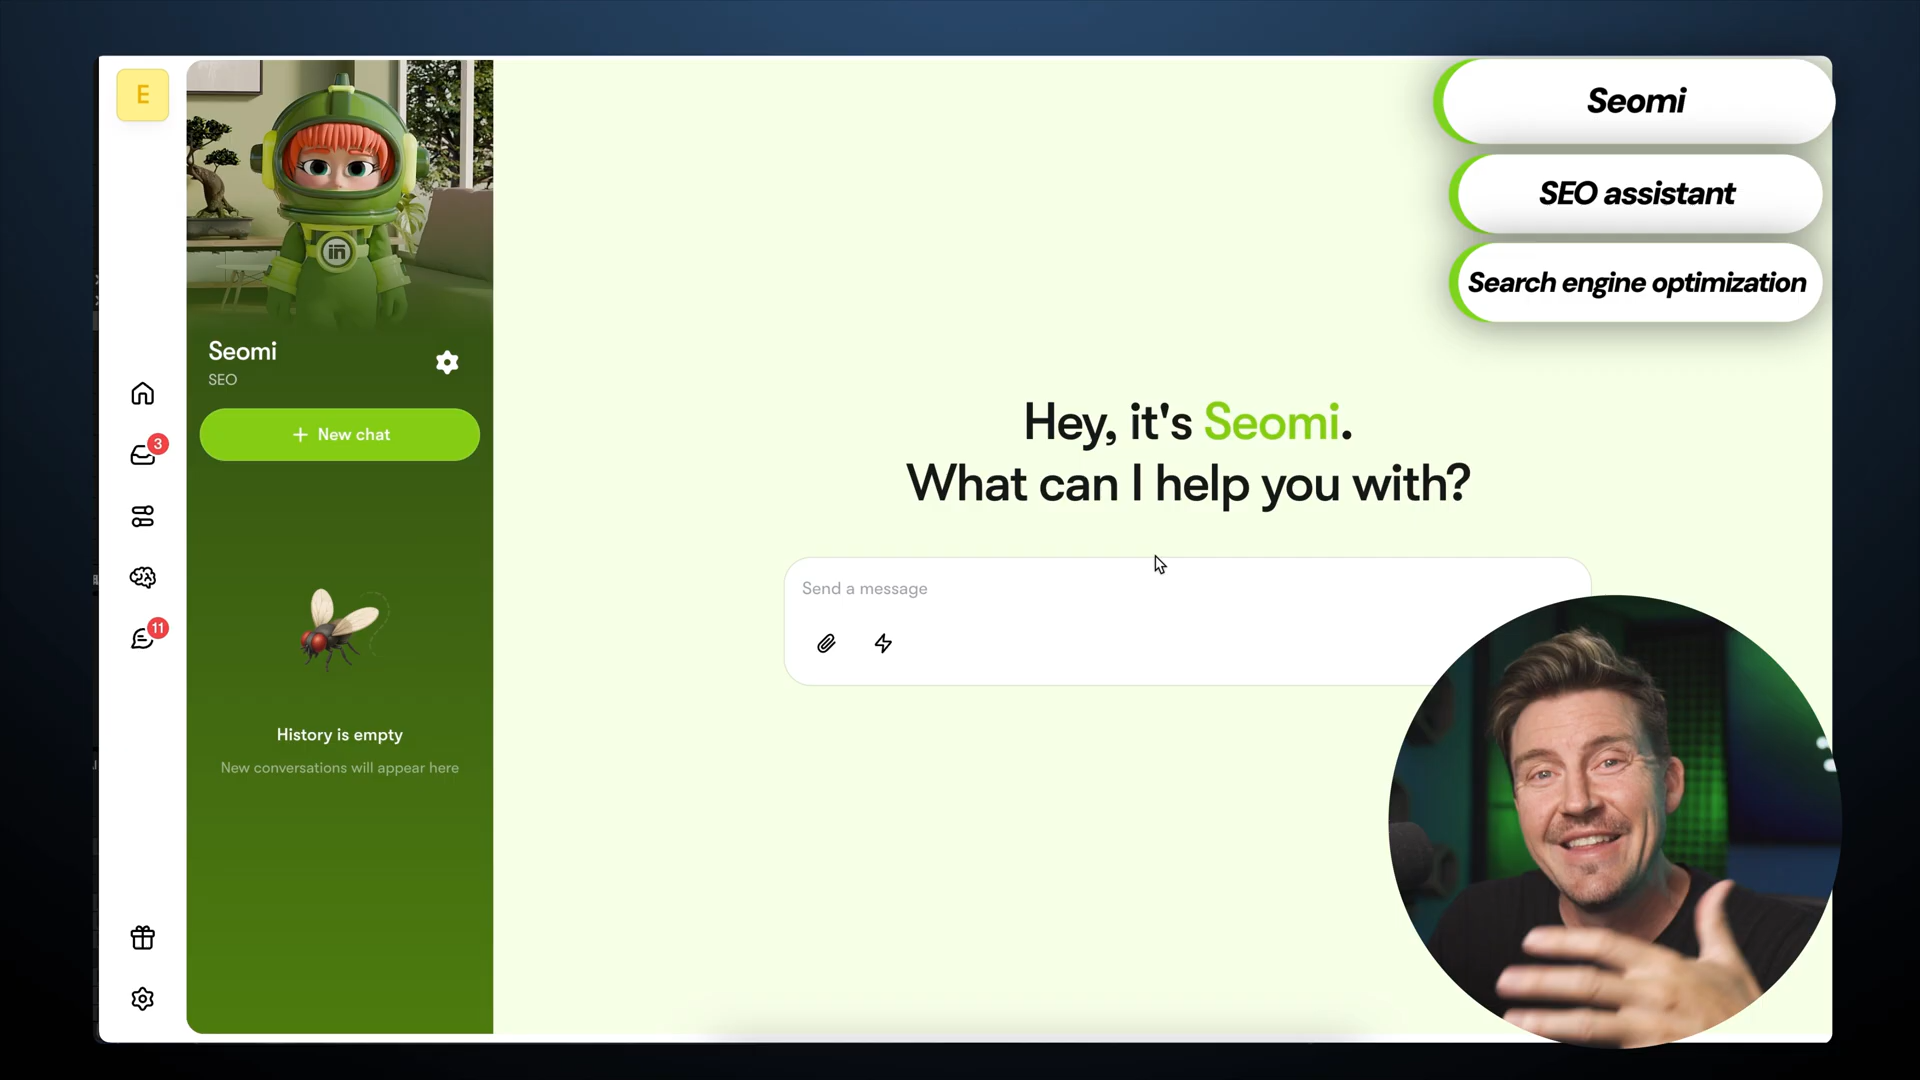 E
3
11
in
Seomi
SEO
+ New chat
History is empty
New conversations will appear here
Hey, it's Seomi.
What can I help you with?
Send a message
Seomi
SEO assistant
Search engine optimization